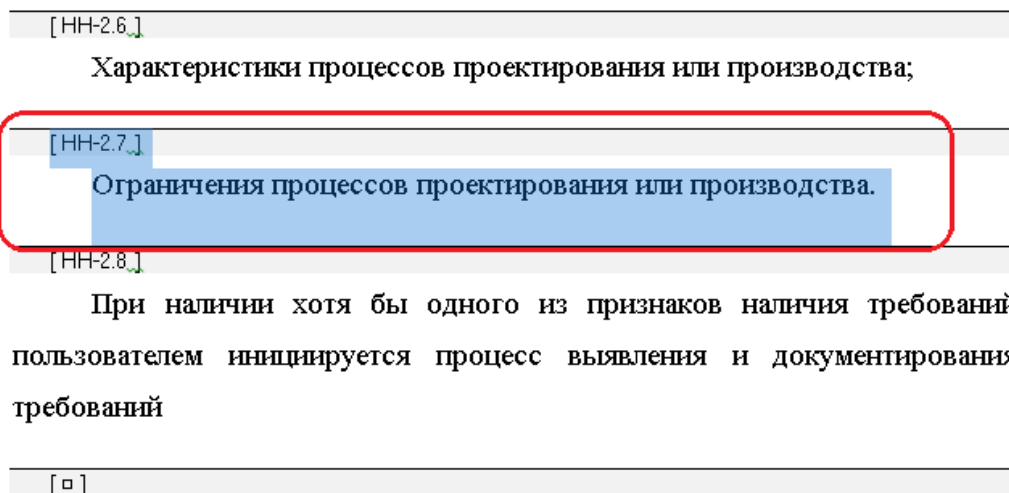 [НН-2.6.]
Характеристики процессов проектирования или производства;
[НН-2.7.]
Ограничения процессов проектирования или производства.
[НН-2.8.]
При наличии хотя бы одного из признаков наличия требований
пользователем инициируется процесс выявления и документирования
требований
[¤]